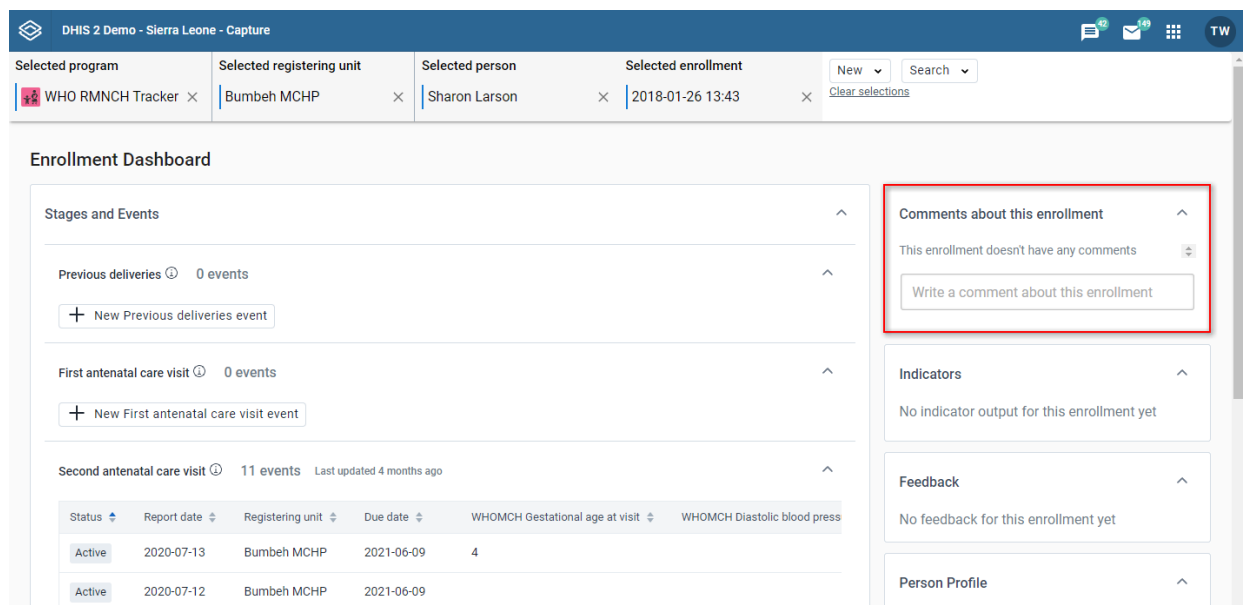 DHIS 2 Demo - Sierra Leone - Capture
42
149
TW
Selected program
Selected registering unit
Selected person
Selected enrollment
New
Search
WHO RMNCH Tracker
Bumbeh MCHP
Sharon Larson
2018-01-26 13:43
Clear selections
Enrollment Dashboard
Stages and Events
Previous deliveries 0 events
New Previous deliveries event
First antenatal care visit 0 events
New First antenatal care visit event
Second antenatal care visit 11 events Last updated 4 months ago
Status Report date Registering unit Due date WHOMCH Gestational age at visit WHOMCH Diastolic blood press
Active 2020-07-13 Bumbeh MCHP 2021-06-09 4
Active 2020-07-12 Bumbeh MCHP 2021-06-09
Comments about this enrollment
This enrollment doesn't have any comments
Write a comment about this enrollment
Indicators
No indicator output for this enrollment yet
Feedback
No feedback for this enrollment yet
Person Profile